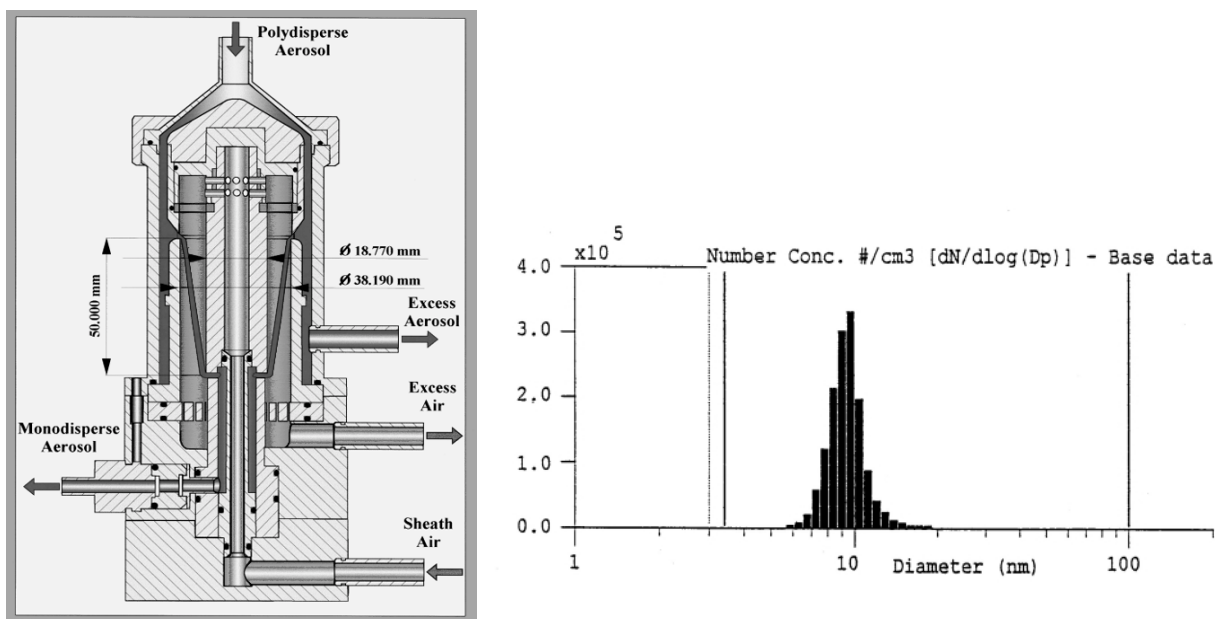 Polydisperse
Aerosol
Ø 18.770 mm
Ø 38.190 mm
50.000 mm
Excess
Aerosol
Excess
Air
Monodisperse
Aerosol
Sheath
Air
x10 5
Number Conc. #/cm3 [dN/dlog(Dp)] - Base data
4.0
3.0
2.0
1.0
0.0
1
10
100
Diameter (nm)